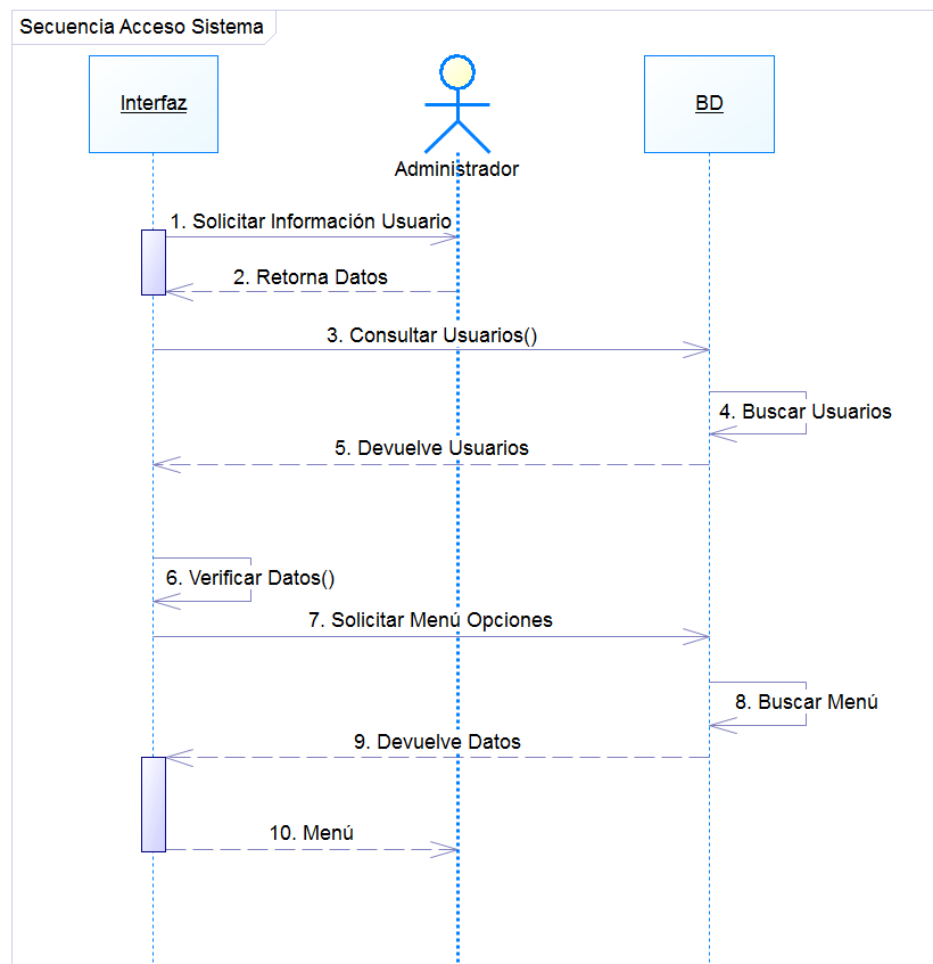 Secuencia Acceso Sistema
Interfaz
BD
Administrador
1. Solicitar Información Usuario
2. Retorna Datos
3. Consultar Usuarios()
4. Buscar Usuarios
5. Devuelve Usuarios
6. Verificar Datos()
7. Solicitar Menú Opciones
8. Buscar Menú
9. Devuelve Datos
10. Menú